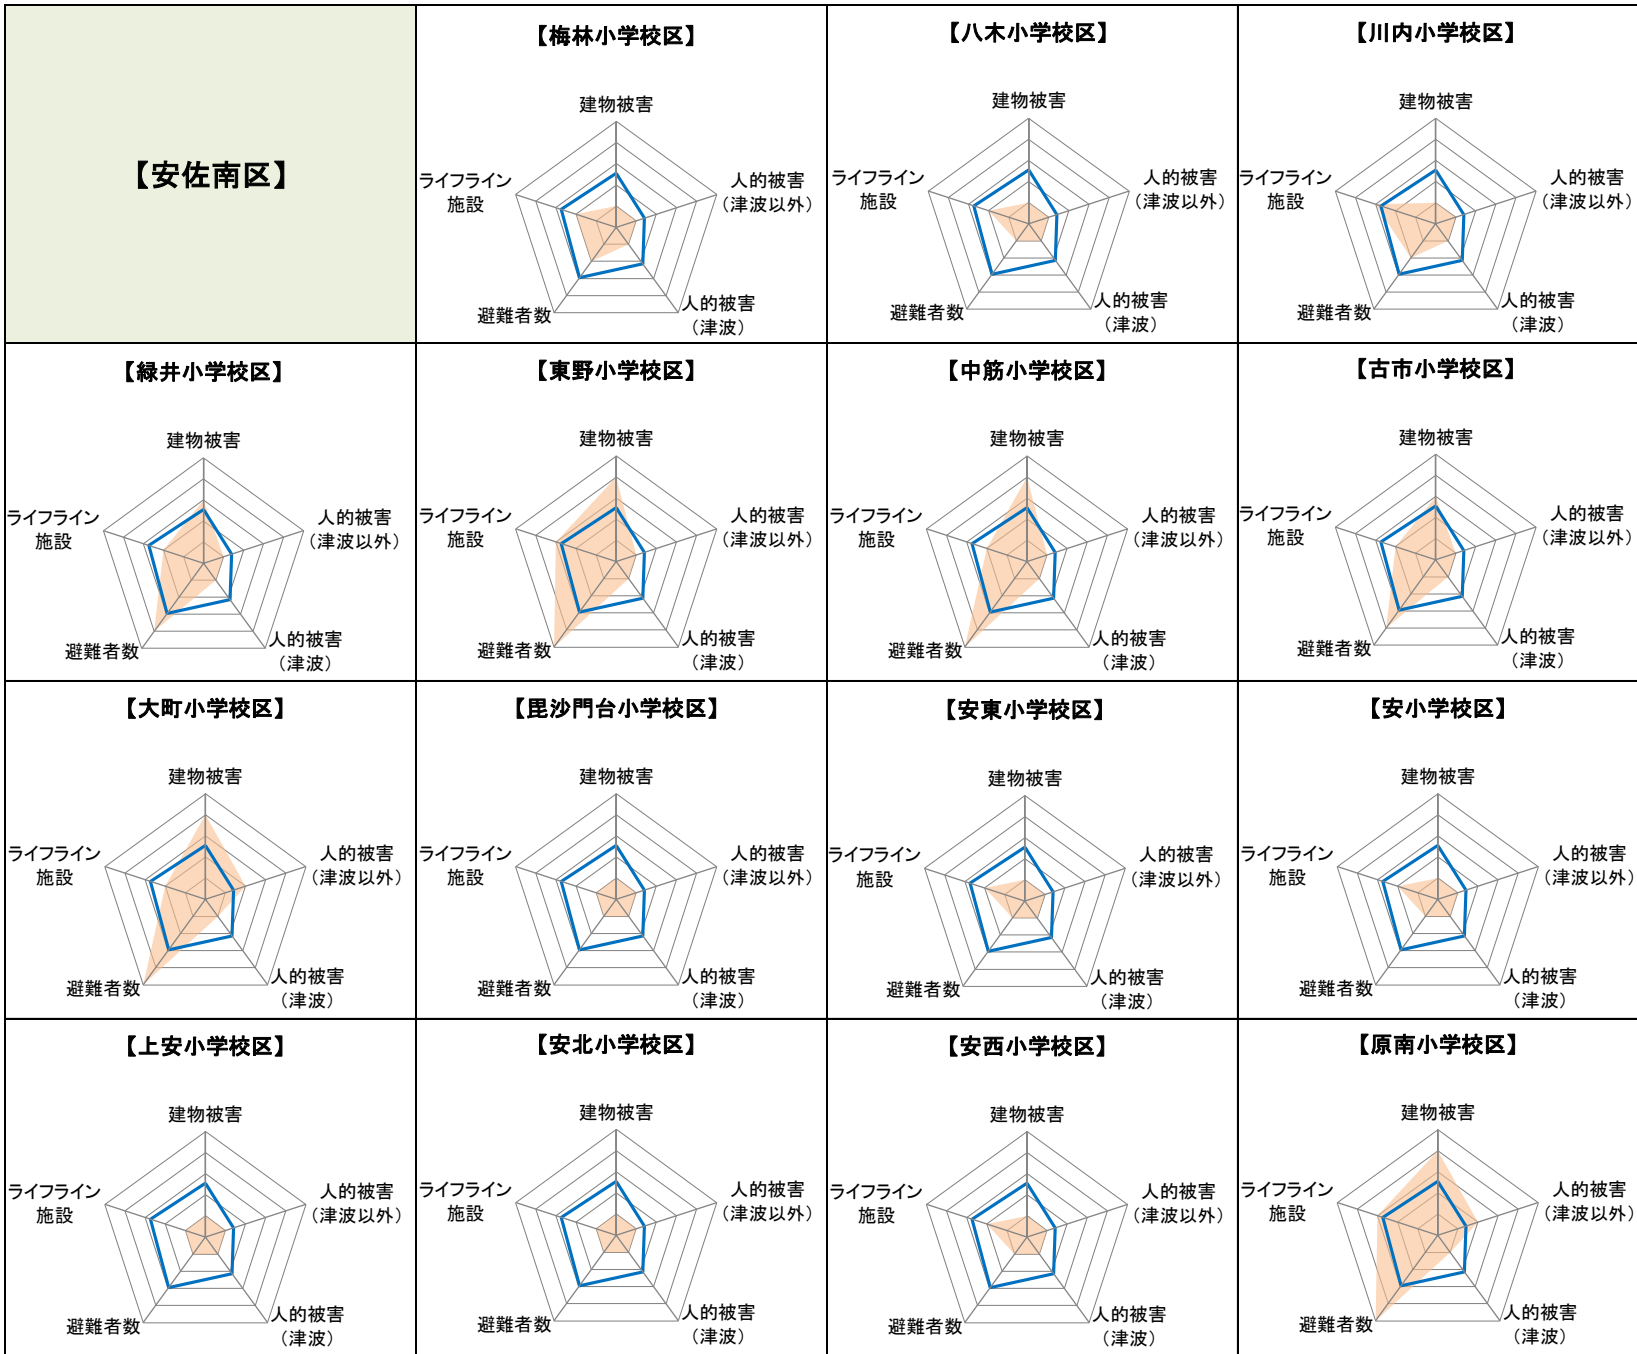 【安佐南区】
【梅林小学校区】
建物被害
人的被害
（津波以外）
人的被害
（津波）
避難者数
ライフライン
施設
【八木小学校区】
建物被害
人的被害
（津波以外）
人的被害
（津波）
避難者数
ライフライン
施設
【川内小学校区】
建物被害
人的被害
（津波以外）
人的被害
（津波）
避難者数
ライフライン
施設
【緑井小学校区】
建物被害
人的被害
（津波以外）
人的被害
（津波）
避難者数
ライフライン
施設
【東野小学校区】
建物被害
人的被害
（津波以外）
人的被害
（津波）
避難者数
ライフライン
施設
【中筋小学校区】
建物被害
人的被害
（津波以外）
人的被害
（津波）
避難者数
ライフライン
施設
【古市小学校区】
建物被害
人的被害
（津波以外）
人的被害
（津波）
避難者数
ライフライン
施設
【大町小学校区】
建物被害
人的被害
（津波以外）
人的被害
（津波）
避難者数
ライフライン
施設
【毘沙門台小学校区】
建物被害
人的被害
（津波以外）
人的被害
（津波）
避難者数
ライフライン
施設
【安東小学校区】
建物被害
人的被害
（津波以外）
人的被害
（津波）
避難者数
ライフライン
施設
【安小学校区】
建物被害
人的被害
（津波以外）
人的被害
（津波）
避難者数
ライフライン
施設
【上安小学校区】
建物被害
人的被害
（津波以外）
人的被害
（津波）
避難者数
ライフライン
施設
【安北小学校区】
建物被害
人的被害
（津波以外）
人的被害
（津波）
避難者数
ライフライン
施設
【安西小学校区】
建物被害
人的被害
（津波以外）
人的被害
（津波）
避難者数
ライフライン
施設
【原南小学校区】
建物被害
人的被害
（津波以外）
人的被害
（津波）
避難者数
ライフライン
施設